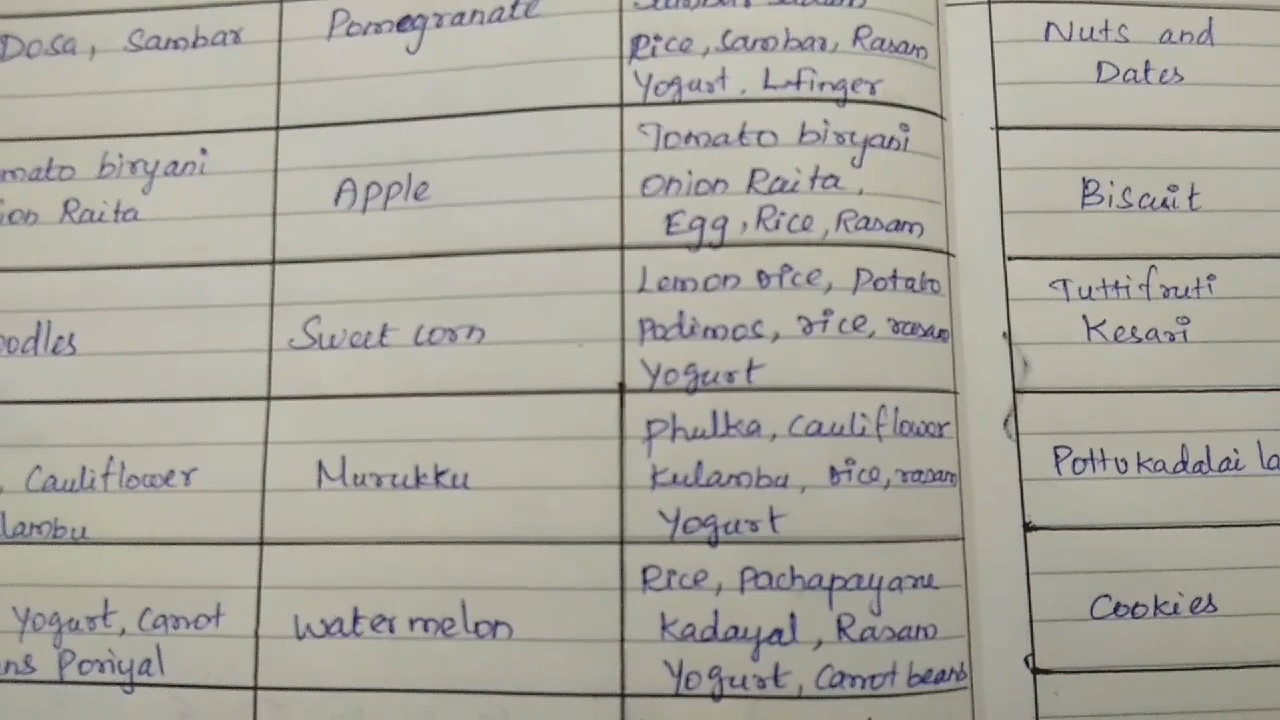 Dosa, Sambar
Pomegranate
Rice, Sambar, Rasam
Yogurt, L.finger
Nuts and
Dates
mato biryani
ion Raita
Apple
Tomato biryani
Onion Raita,
Egg, Rice, Rasam
Biscuit
oodles
Sweet corn
Lemon rice, Potato
Podimas, rice, rasam
Yogurt
Tuttifruti
Kesari
, Cauliflower
lambu
Murukku
Phulka, Cauliflower
Kulambu, rice, rasam
Yogurt
Pottukadalai la
Yogurt, Carrot
ns Poriyal
Watermelon
Rice, Pachapayaru
Kadayal, Rasam
Yogurt, Carrot beans
Cookies